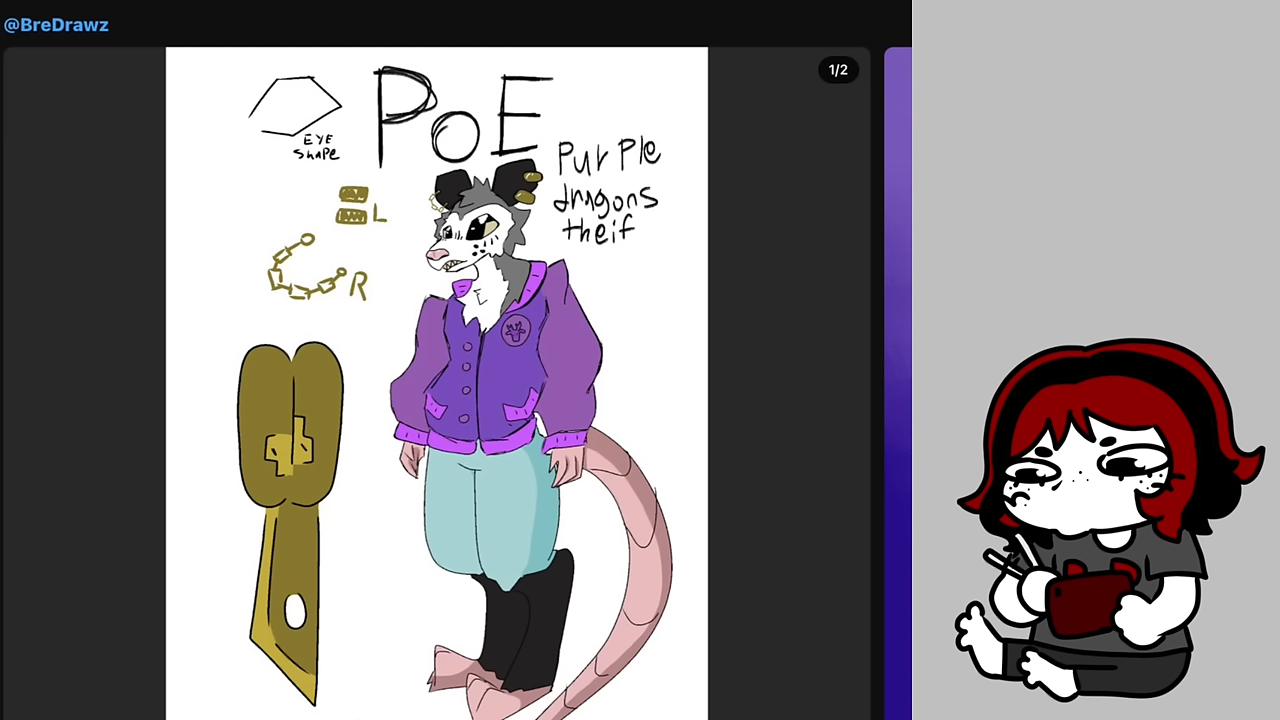 @BreDrawz
1/2
PoE
EYE
SHAPE
PurPle
dragons
theif
L
R